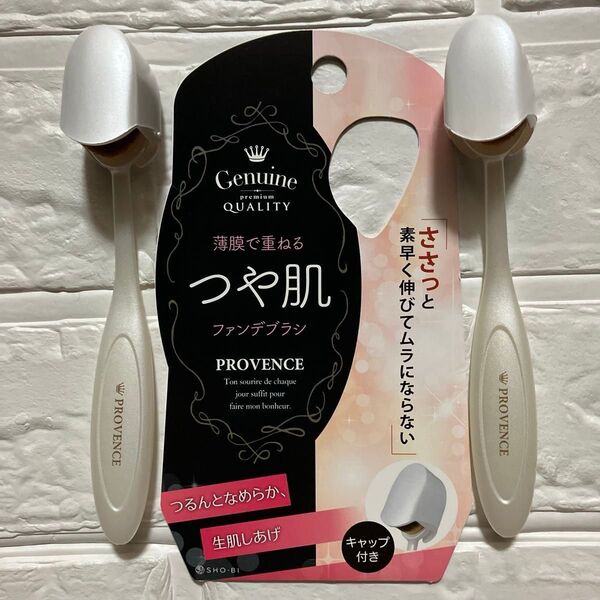 Genuine
premium
QUALITY
薄膜で重ねる
つや肌
ファンデブラシ
PROVENCE
Ton sourire de chaque
jour suffit pour
faire mon bonheur.
つるんとなめらか、
生肌しあげ
SHO-BI
「ささっと
素早く伸びてムラにならない」
キャップ
付き
PROVENCE
PROVENCE